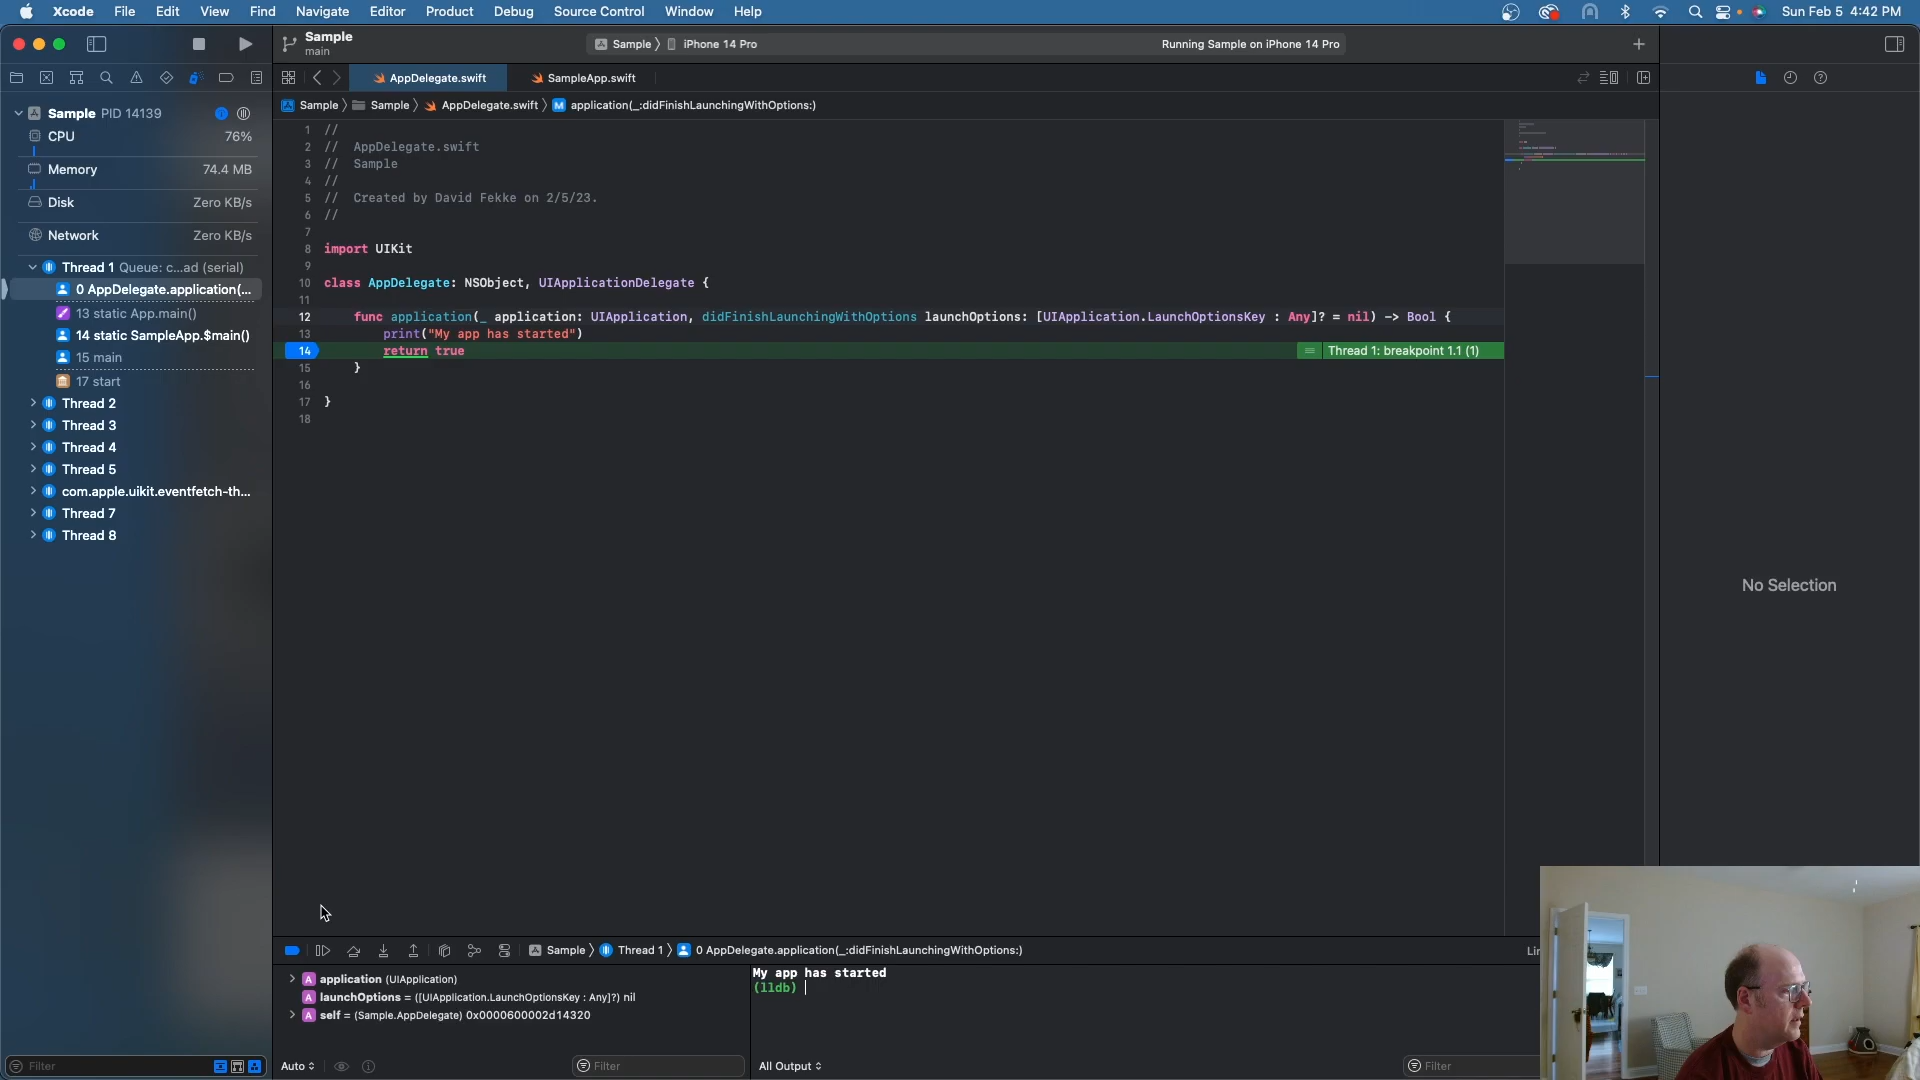 Xcode File Edit View Find Navigate Editor Product Debug Source Control Window Help
Sun Feb 5 4:42 PM
Sample
main
Sample iPhone 14 Pro
Running Sample on iPhone 14 Pro
AppDelegate.swift
SampleApp.swift
Sample Sample AppDelegate.swift M application(_:didFinishLaunchingWithOptions:)
Sample PID 14139
CPU 76%
Memory 74.4 MB
Disk Zero KB/s
Network Zero KB/s
Thread 1 Queue: c...ad (serial)
0 AppDelegate.application(...
13 static App.main()
14 static SampleApp.$main()
15 main
17 start
Thread 2
Thread 3
Thread 4
Thread 5
com.apple.uikit.eventfetch-th...
Thread 7
Thread 8
Filter
1 //
2 //  AppDelegate.swift
3 //  Sample
4 //
5 //  Created by David Fekke on 2/5/23.
6 //
7
8 import UIKit
9
10 class AppDelegate: NSObject, UIApplicationDelegate {
11
12     func application(_ application: UIApplication, didFinishLaunchingWithOptions launchOptions: [UIApplication.LaunchOptionsKey : Any]? = nil) -> Bool {
13         print("My app has started")
14         return true
Thread 1: breakpoint 1.1 (1)
15     }
16
17 }
18
No Selection
Sample Thread 1 0 AppDelegate.application(_:didFinishLaunchingWithOptions:)
Lin
A application (UIApplication)
A launchOptions = ([UIApplication.LaunchOptionsKey : Any]?) nil
A self = (Sample.AppDelegate) 0x0000600002d14320
My app has started
(lldb)
Auto
Filter
All Output
Filter